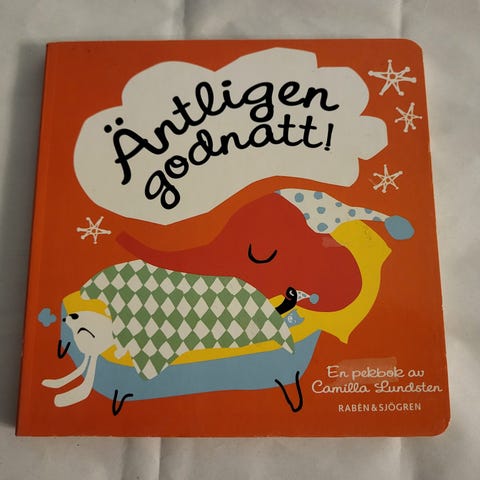 Äntligen
godnatt!
En pekbok av
Camilla Lundsten
RABÉN & SJÖGREN